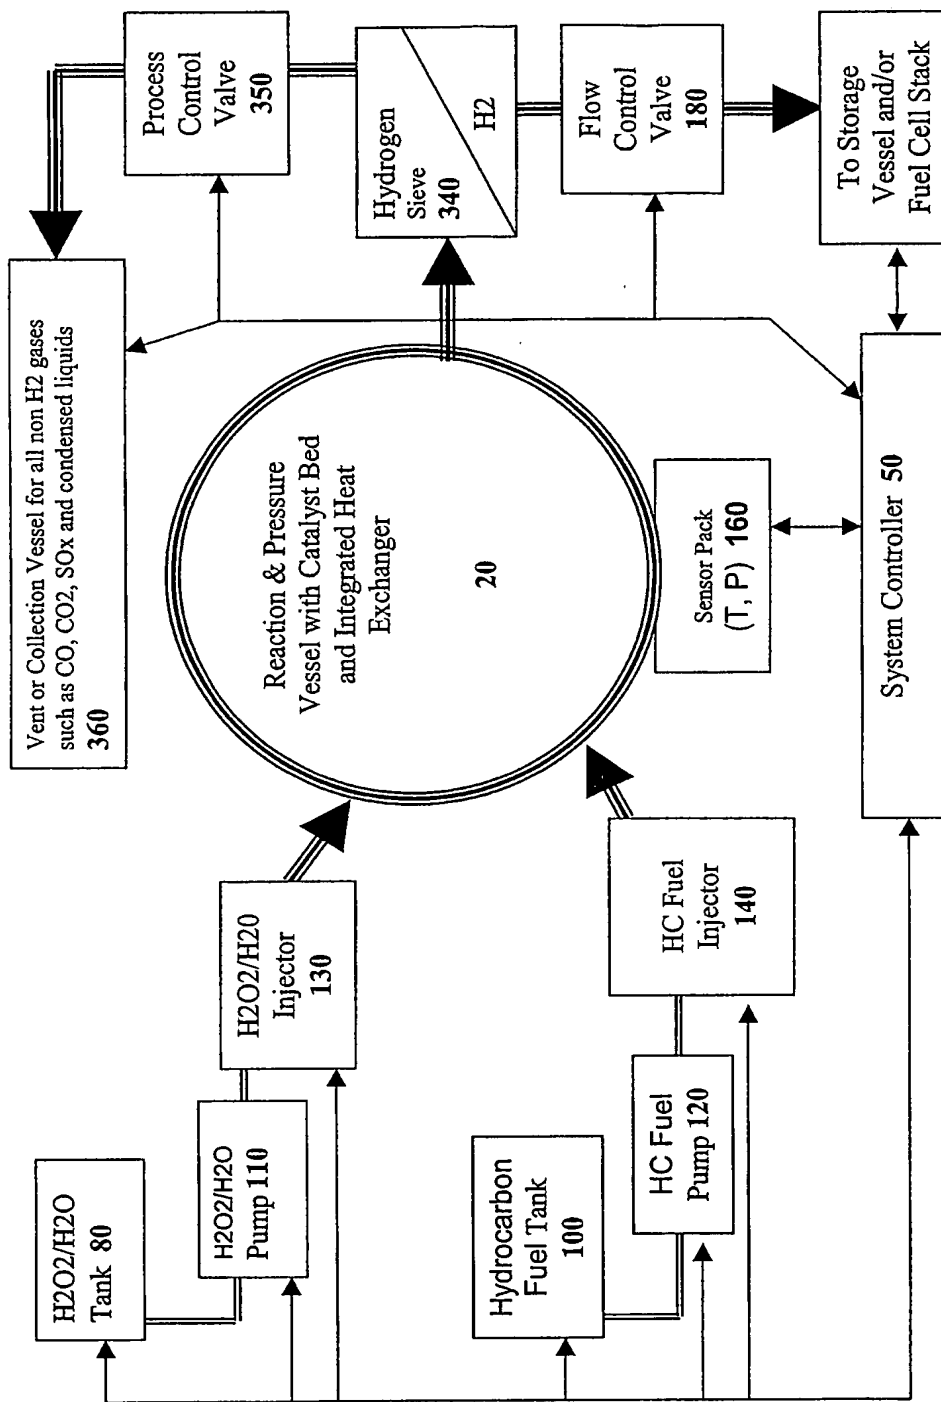 H2O2/H2O
Tank 80
H2O2/H2O
Pump 110
H2O2/H20
Injector
130
Hydrocarbon
Fuel Tank
100
HC Fuel
Pump 120
HC Fuel
Injector
140
Reaction & Pressure
Vessel with Catalyst Bed
and Integrated Heat
Exchanger
20
Sensor Pack
(T, P) 160
System Controller 50
Vent or Collection Vessel for all non H2 gases
such as CO, CO2, SOx and condensed liquids
360
Process
Control
Valve
350
Hydrogen
Sieve
340
H2
Flow
Control
Valve
180
To Storage
Vessel and/or
Fuel Cell Stack